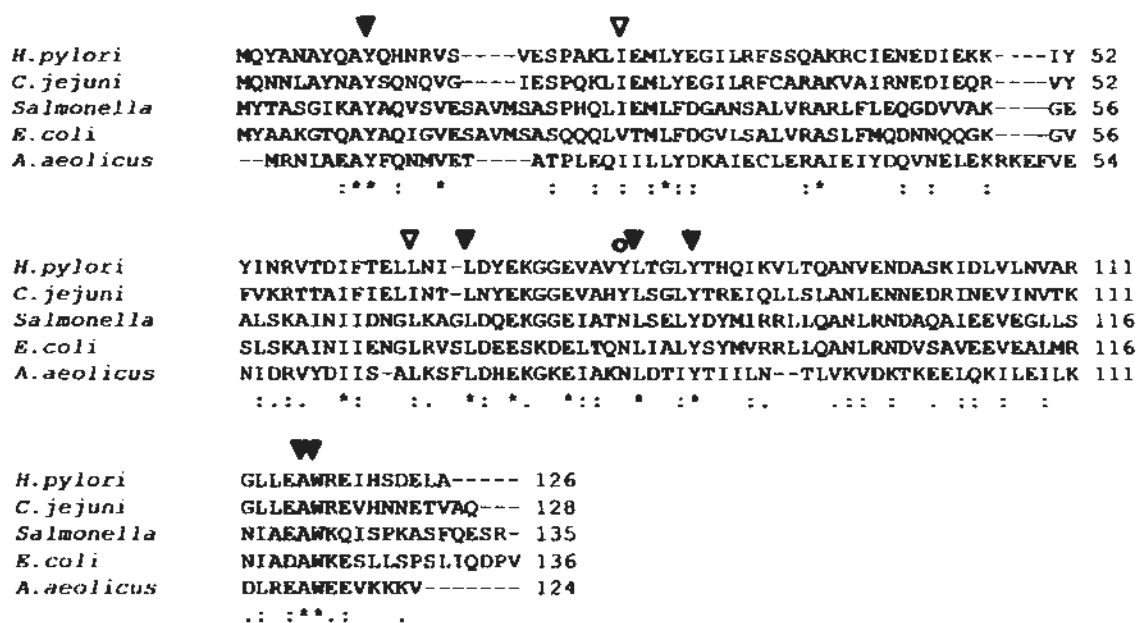 H.pylori MQYANAYQAYQHNRVS----VESPAKLIEMLYEGILRFSSQAKRCIENEDIEKK----IY 52
C.jejuni MQNNLAYNAYSQNQVG----IESPQKLIEMLYEGILRFCARAKVAIRNEDIEQR----VY 52
Salmonella MYTASGIKAYAQVSVESAVMSASPHQLIEMLFDGANSALVRARLFLEQGDVVAK----GE 56
E.coli MYAAKGTQAYAQIGVESAVMSASQQQLVTMLFDGVLSALVRASLFMQDNNQQGK----GV 56
A.aeolicus --MRNIAEAYFQNMVET----ATPLEQIILLYDKAIECLERAIEIYDQVNELEKRKEFVE 54
:** : * : : : :*:: :* : : :
H.pylori YINRVTDIFTELLNI-LDYEKGGEVAVYLTGLYTHQIKVLTQANVENDASKIDLVLNVAR 111
C.jejuni FVKRTTAIFIELINT-LNYEKGGEVAHYLSGLYTREIQLLSLANLENNEDRINEVINVTK 111
Salmonella ALSKAINIIDNGLKAGLDQEKGGEIATNLSELYDYMIRRLLQANLRNDAQAIEEVEGLLS 116
E.coli SLSKAINIIENGLRVSLDEESKDELTQNLIALYSYMVRRLLQANLRNDVSAVEEVEALMR 116
A.aeolicus NIDRVYDIIS-ALKSFLDHEKGKEIAKNLDTIYTIILN--TLVKVDKTKEELQKILEILK 111
:.:. *: :. *: *. *:: * :* :. .:: : . :: : :
H.pylori GLLEAWREIHSDELA----- 126
C.jejuni GLLEAWREVHNNETVAQ--- 128
Salmonella NIAEAWKQISPKASFQESR- 135
E.coli NIADAWKESLLSPSLIQDPV 136
A.aeolicus DLREAWEEVKKKV------- 124
.: :**.: .